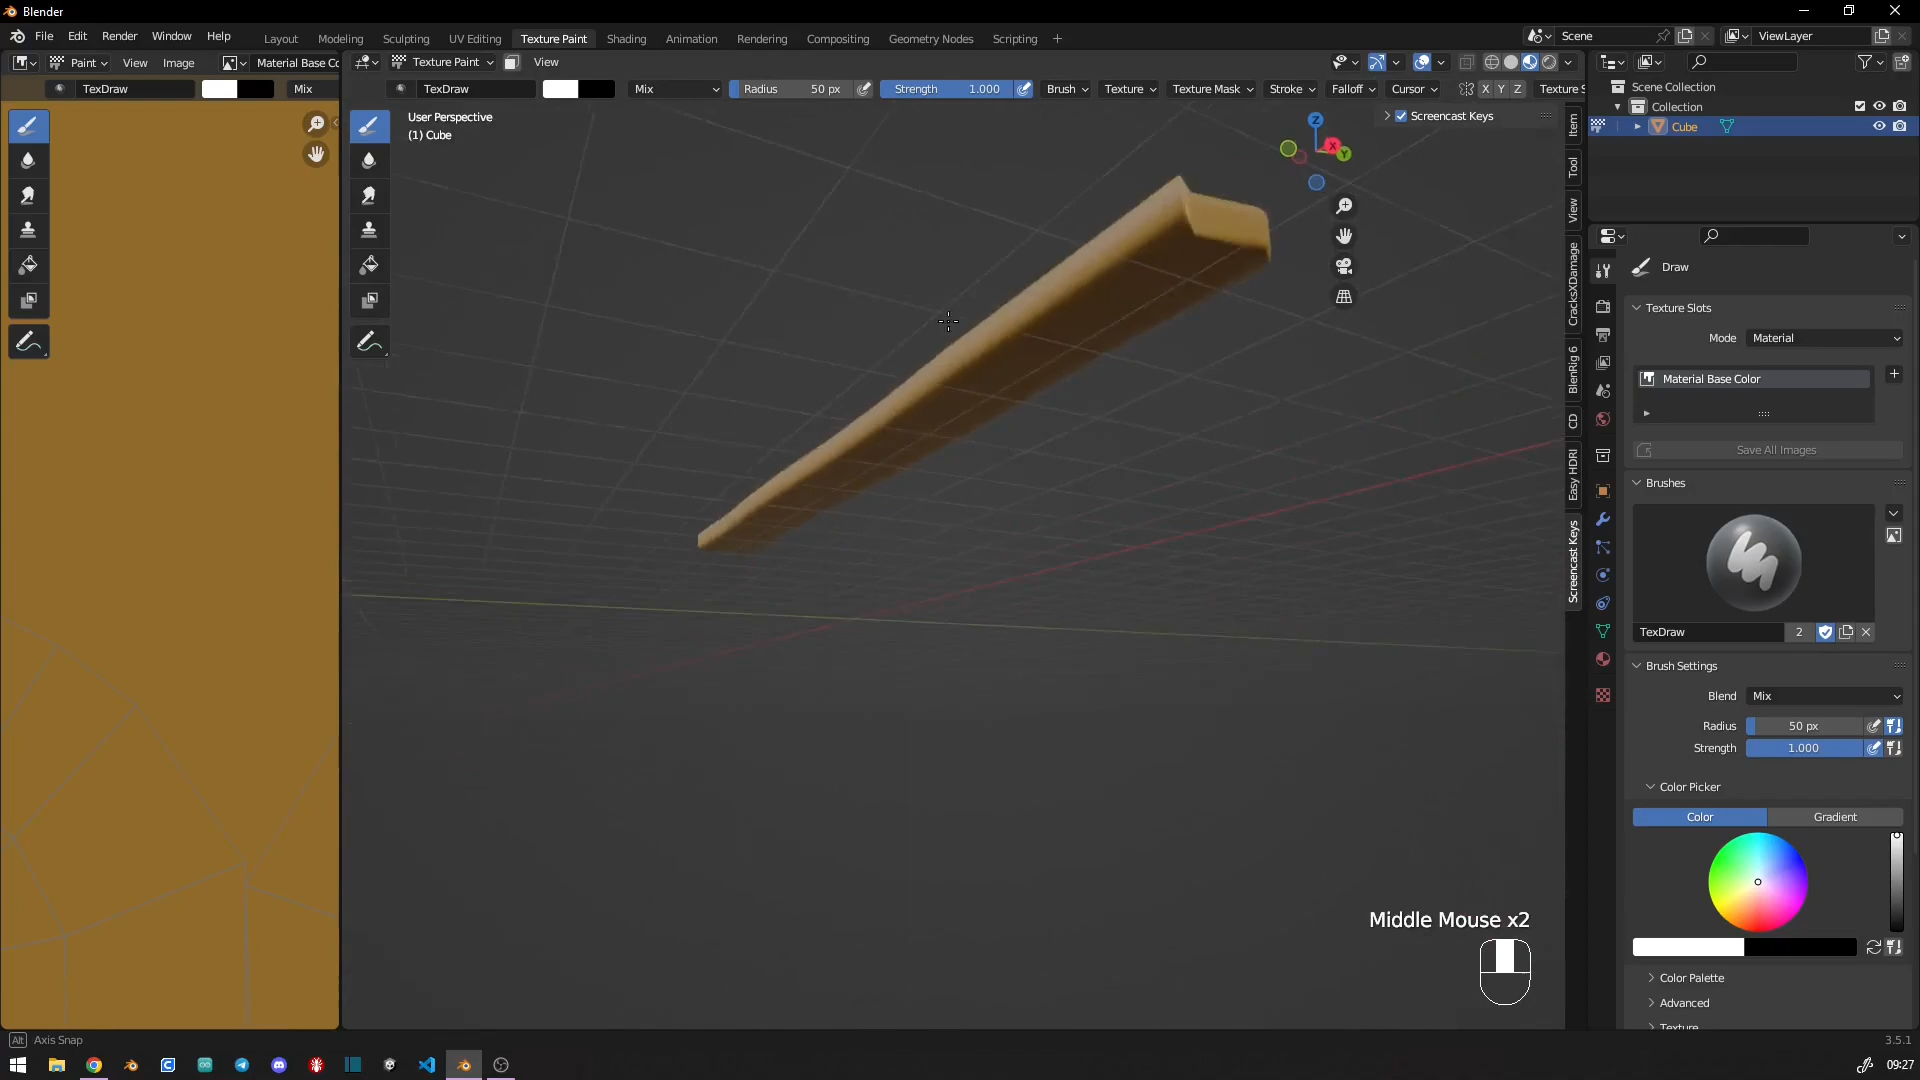 Blender
File Edit Render Window Help
Layout Modeling Sculpting UV Editing Texture Paint Shading Animation Rendering Compositing Geometry Nodes Scripting +
Scene
ViewLayer
Paint View Image Material Base Co
Texture Paint View
TexDraw Mix
TexDraw Mix Radius 50 px Strength 1.000 Brush Texture Texture Mask Stroke Falloff Cursor X Y Z Texture S
User Perspective
(1) Cube
Screencast Keys
Z
X
Y
Item
Tool
View
CracksXDamage
BlenRig 6
CD
Easy HDRI
Screencast Keys
Scene Collection
Collection
Cube
Draw
Texture Slots
Mode Material
Material Base Color
Save All Images
Brushes
TexDraw 2
Brush Settings
Blend Mix
Radius 50 px
Strength 1.000
Color Picker
Color Gradient
Color Palette
Advanced
Texture
Middle Mouse x2
Alt Axis Snap
3.5.1
09:27